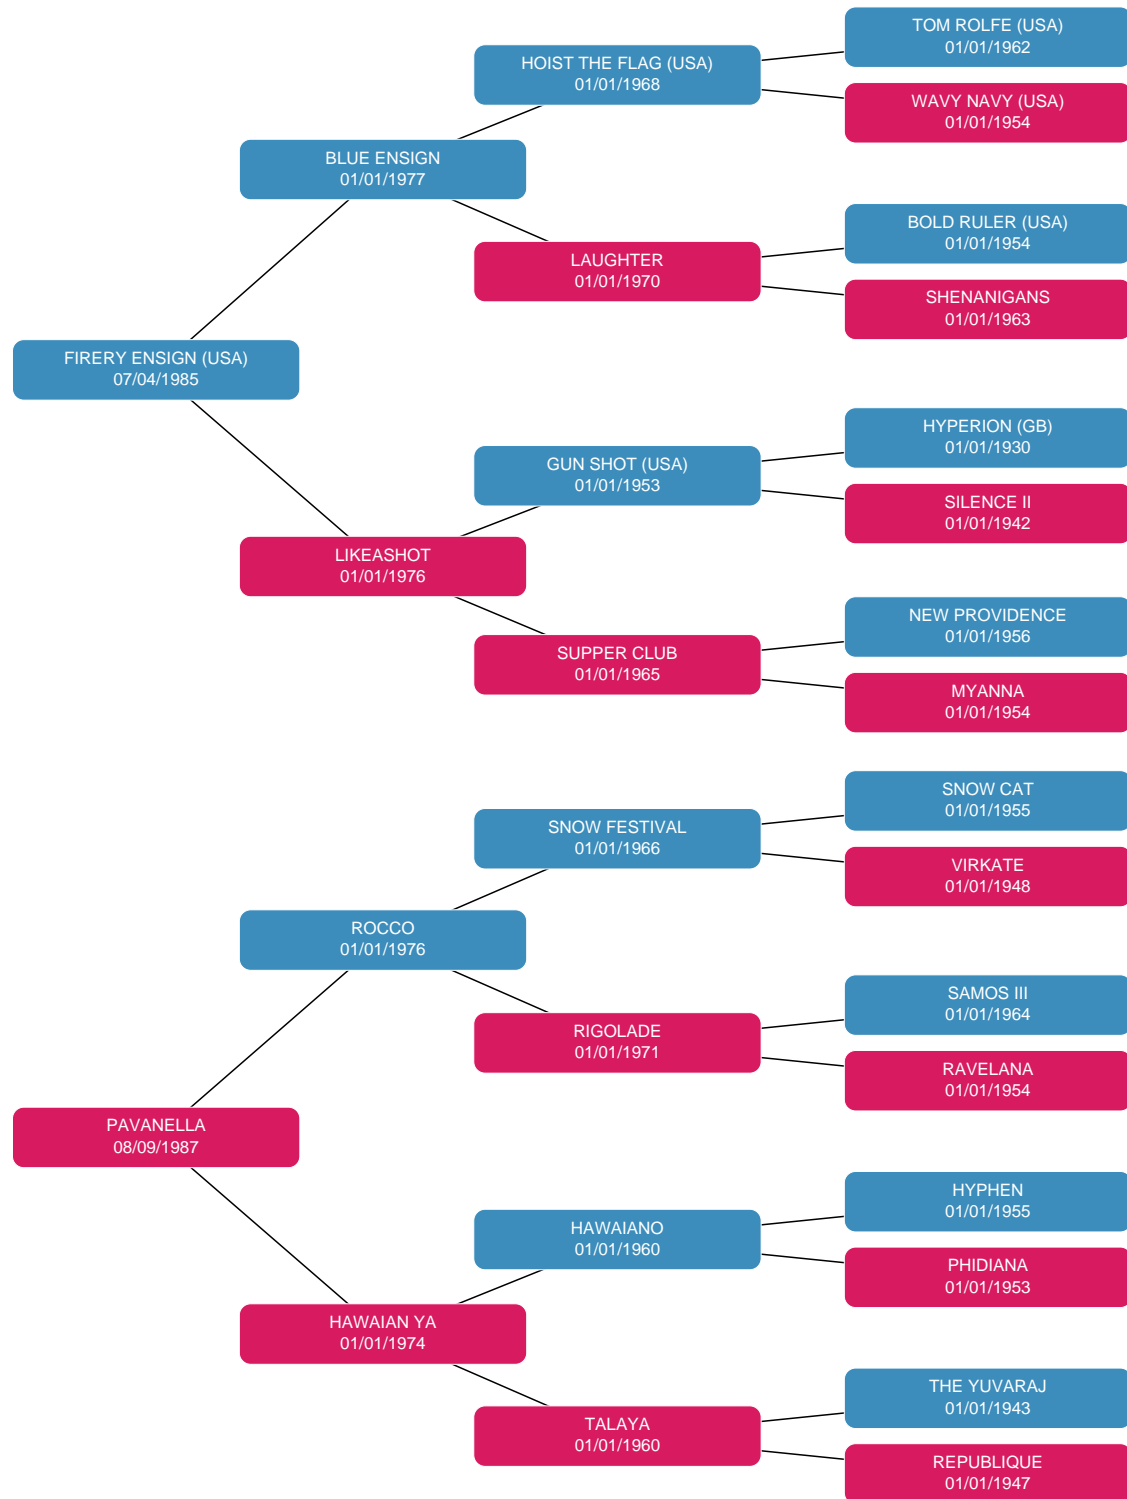 TOM ROLFE (USA)
01/01/1962
HOIST THE FLAG (USA)
01/01/1968
WAVY NAVY (USA)
01/01/1954
BLUE ENSIGN
01/01/1977
BOLD RULER (USA)
01/01/1954
LAUGHTER
01/01/1970
SHENANIGANS
01/01/1963
FIRERY ENSIGN (USA)
07/04/1985
HYPERION (GB)
01/01/1930
GUN SHOT (USA)
01/01/1953
SILENCE II
01/01/1942
LIKEASHOT
01/01/1976
NEW PROVIDENCE
01/01/1956
SUPPER CLUB
01/01/1965
MYANNA
01/01/1954
SNOW CAT
01/01/1955
SNOW FESTIVAL
01/01/1966
VIRKATE
01/01/1948
ROCCO
01/01/1976
SAMOS III
01/01/1964
RIGOLADE
01/01/1971
RAVELANA
01/01/1954
PAVANELLA
08/09/1987
HYPHEN
01/01/1955
HAWAIANO
01/01/1960
PHIDIANA
01/01/1953
HAWAIAN YA
01/01/1974
THE YUVARAJ
01/01/1943
TALAYA
01/01/1960
REPUBLIQUE
01/01/1947